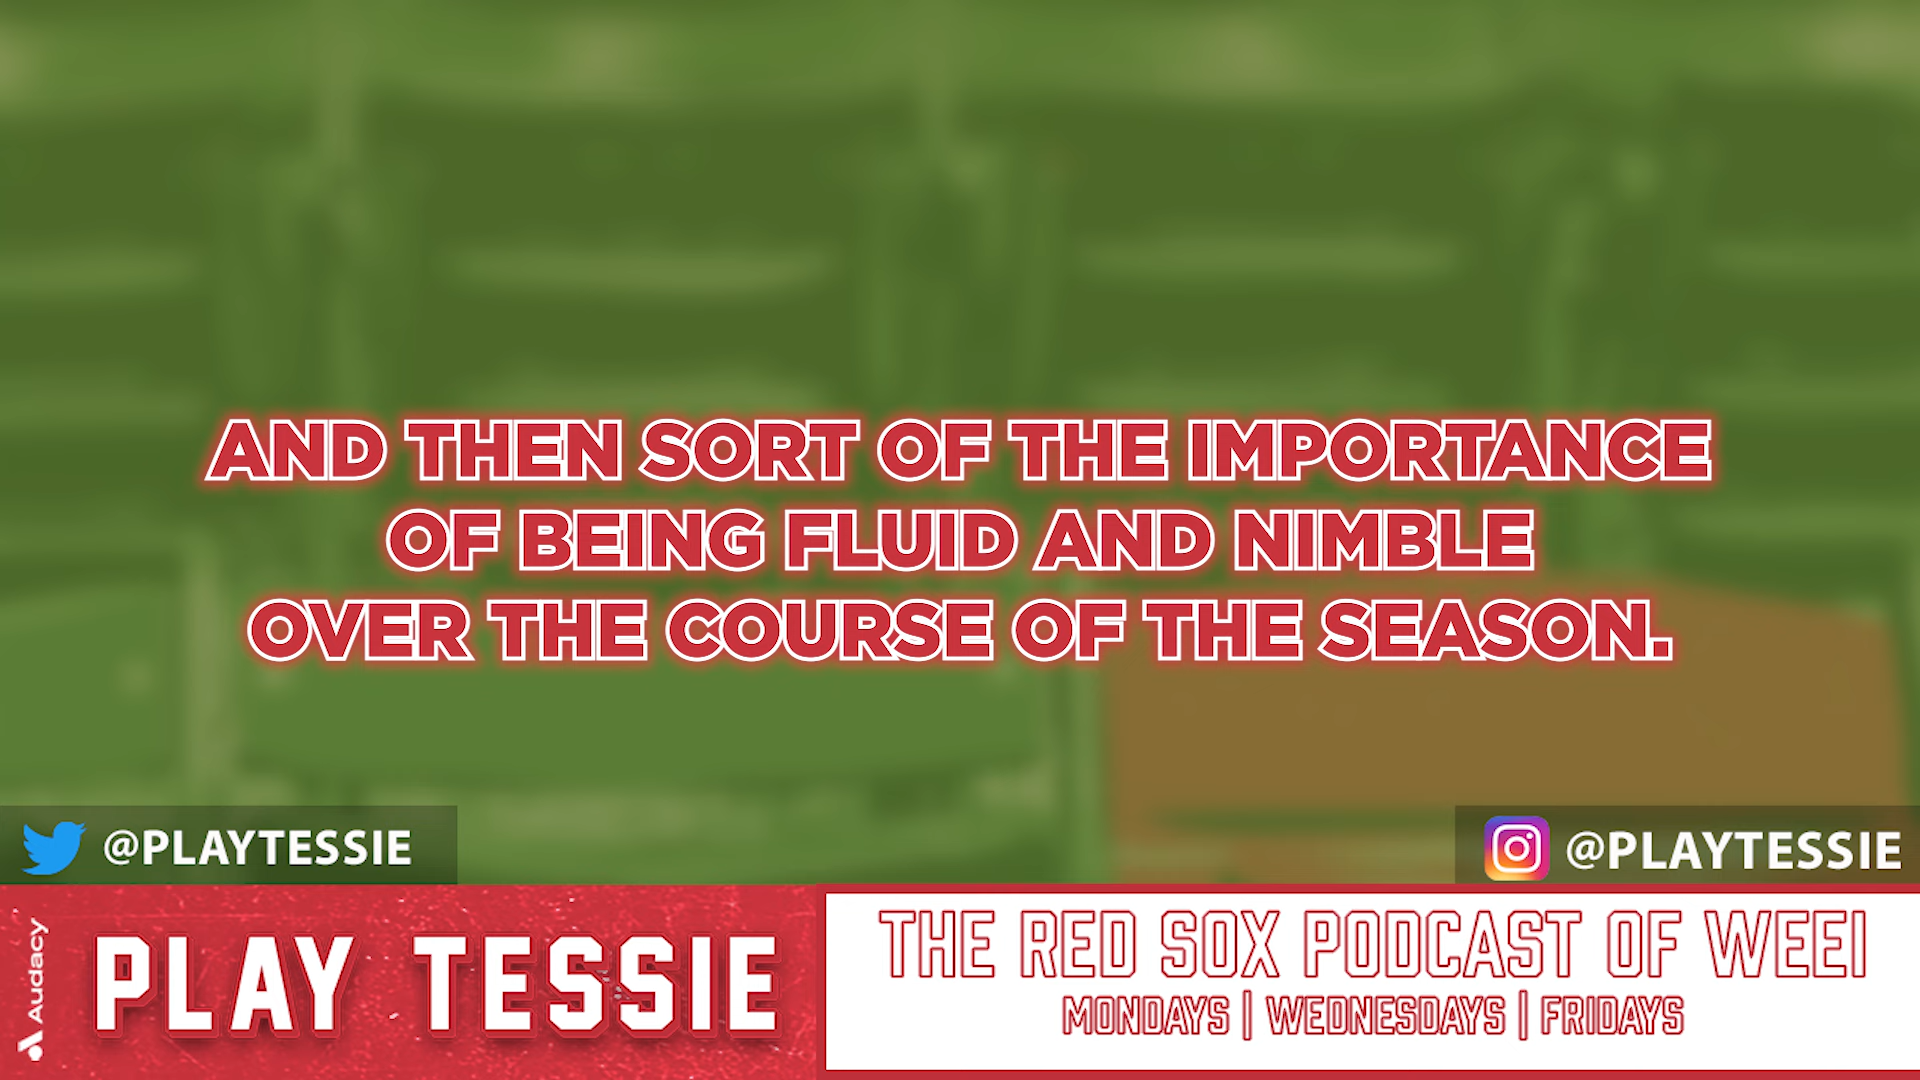 AND THEN SORT OF THE IMPORTANCE
OF BEING FLUID AND NIMBLE
OVER THE COURSE OF THE SEASON.
@PLAYTESSIE
@PLAYTESSIE
Audacy
PLAY TESSIE
THE RED SOX PODCAST OF WEEI
MONDAYS | WEDNESDAYS | FRIDAYS